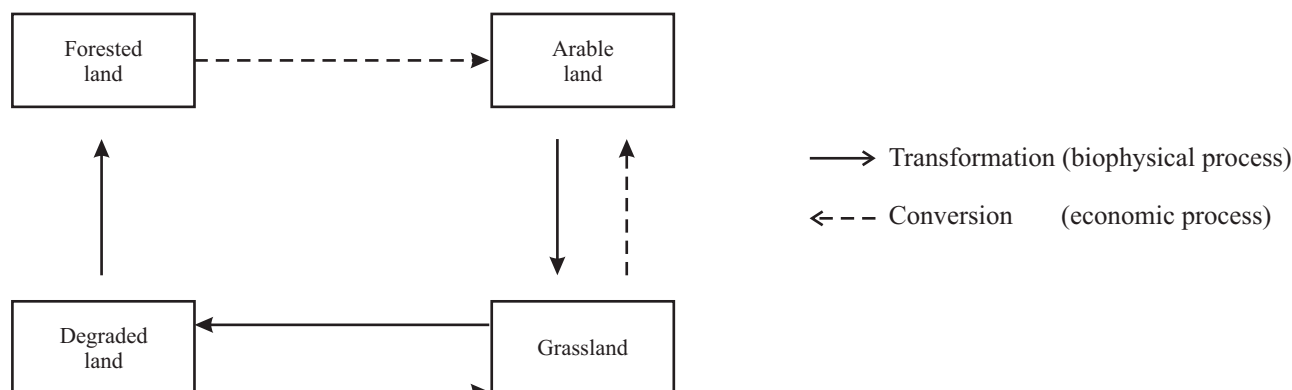 Forested
land
Arable
land
Transformation (biophysical process)
Conversion (economic process)
Degraded
land
Grassland